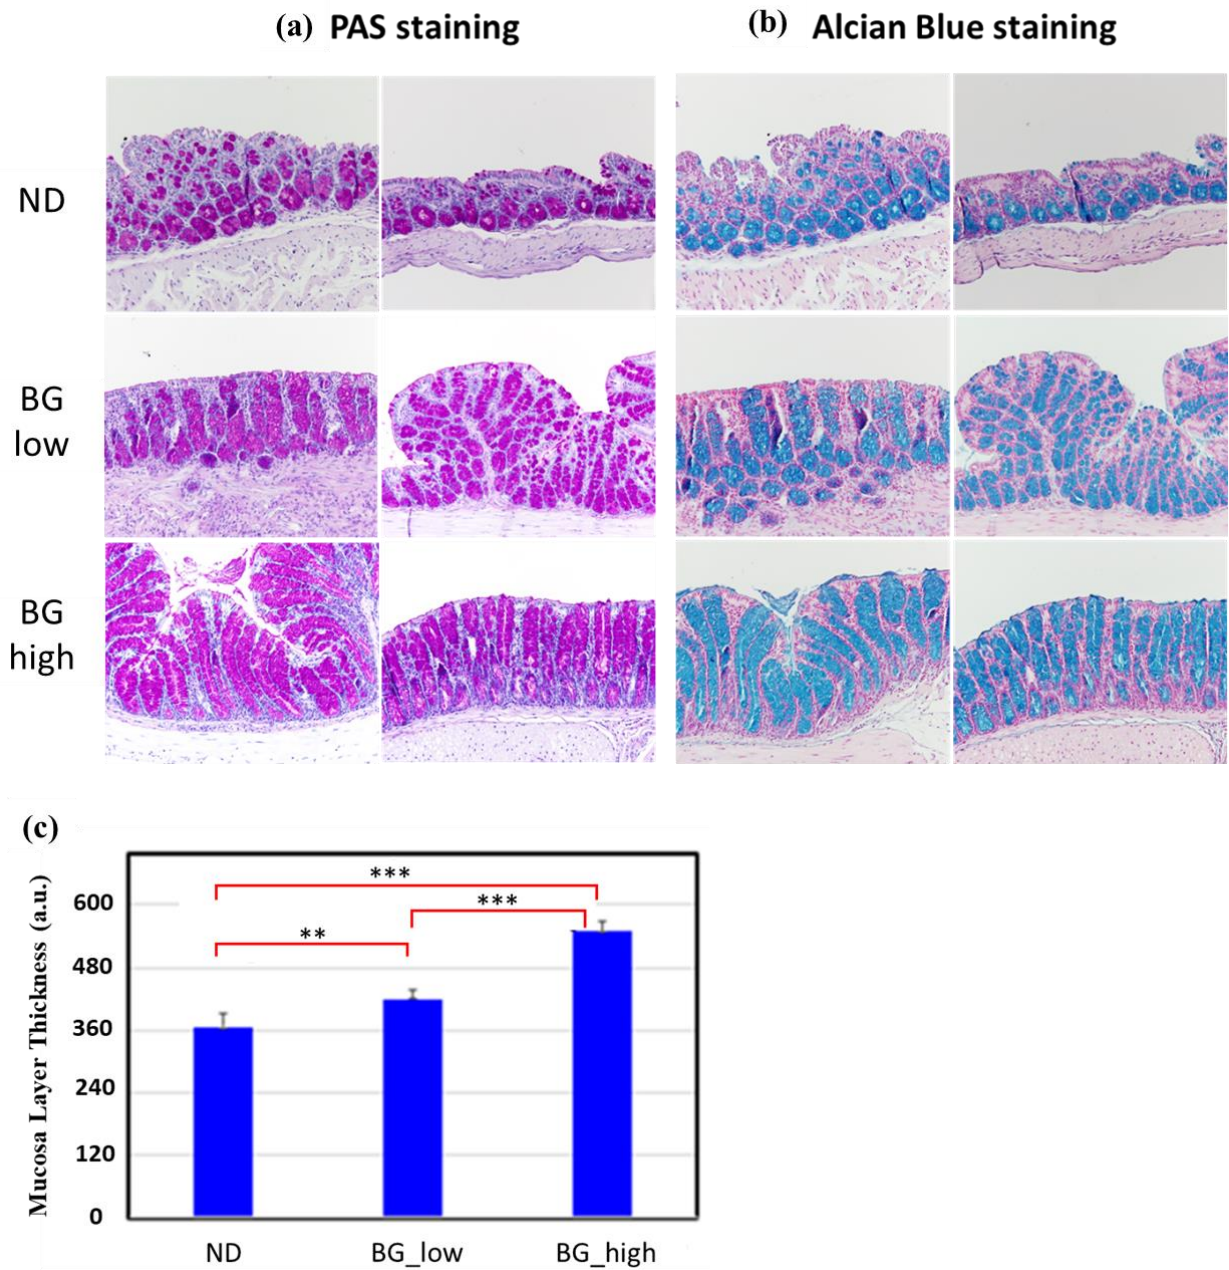 (a) PAS staining
(b) Alcian Blue staining
ND
BG
low
BG
high
(c)
Mucosa Layer Thickness (a.u.)
600
480
360
240
120
0
***
***
**
ND
BG_low
BG_high